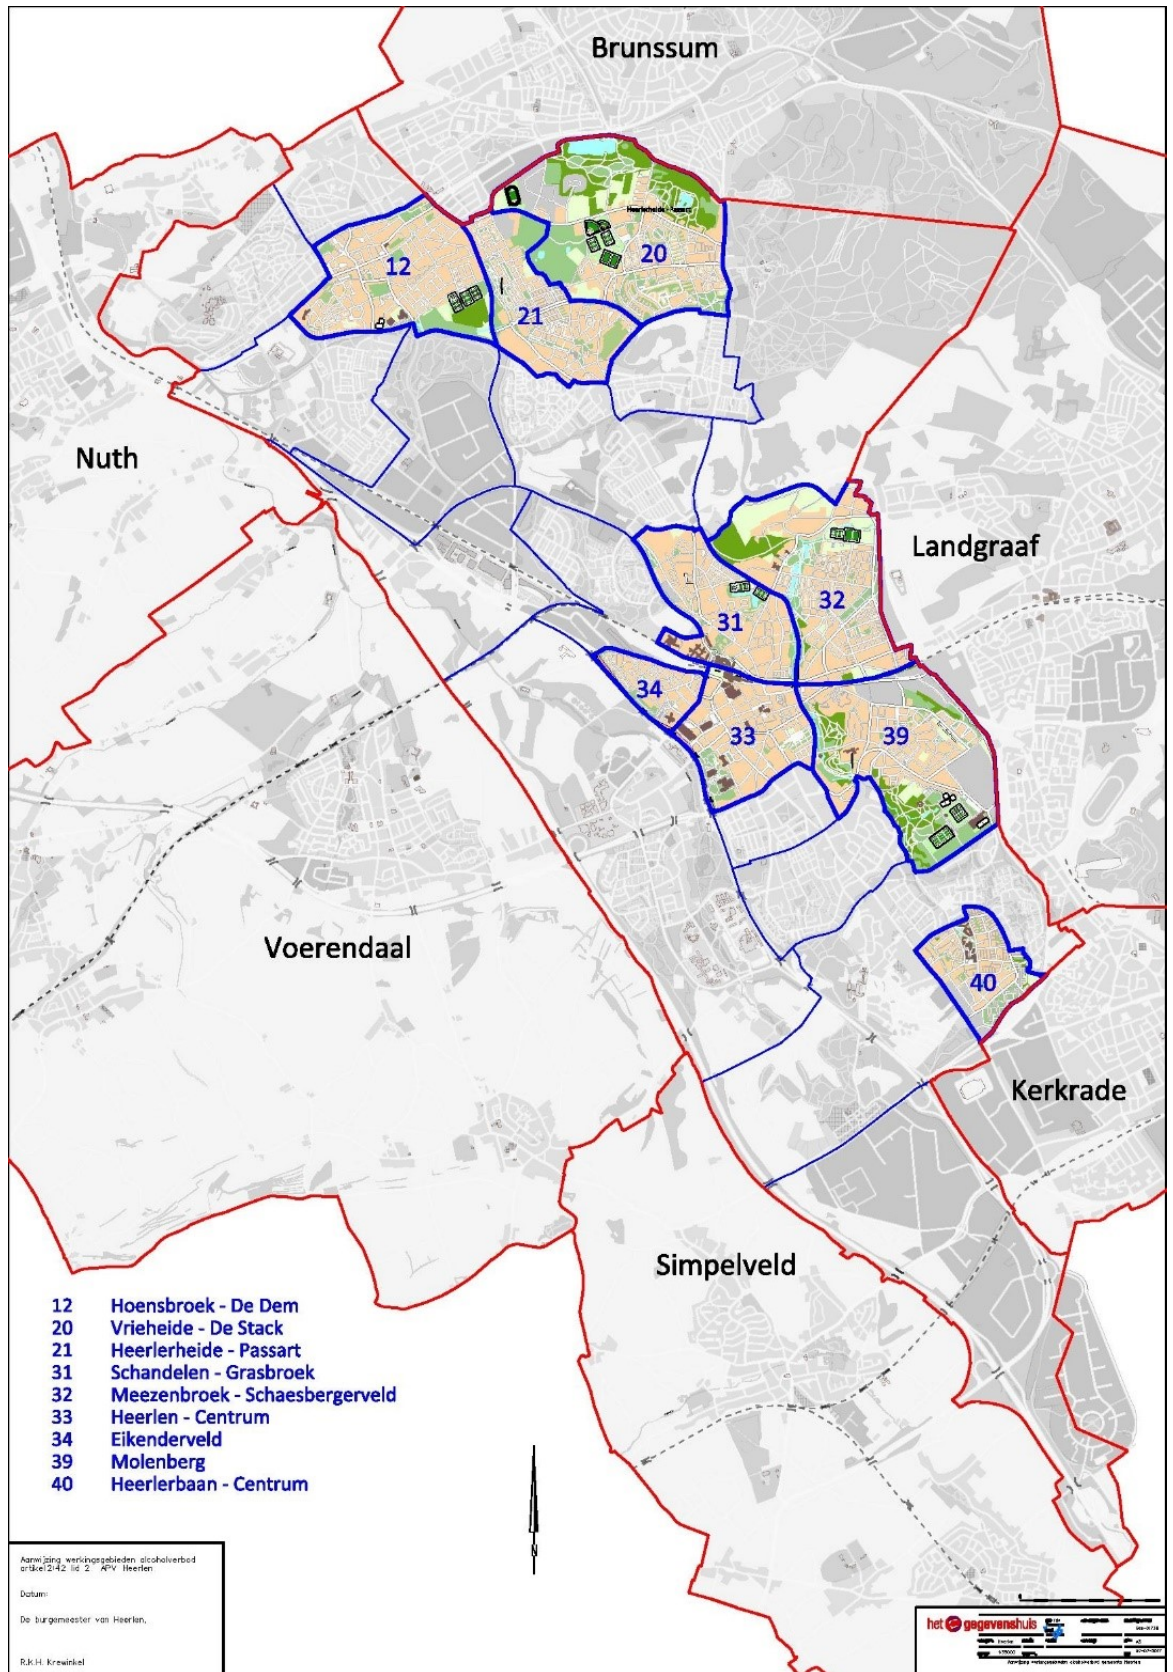 Brunssum
Heerlerheide - Passart
20
12
21
Nuth
Landgraaf
32
31
34
33
39
Voerendaal
40
Kerkrade
Simpelveld
12 Hoensbroek - De Dem
20 Vrieheide - De Stack
21 Heerlerheide - Passart
31 Schandelen - Grasbroek
32 Meezenbroek - Schaesbergerveld
33 Heerlen - Centrum
34 Eikenderveld
39 Molenberg
40 Heerlerbaan - Centrum
N
Aanwijzing werkingsgebieden alcoholverbod
artikel 2:42 lid 2 APV Heerlen
Datum:
De burgemeester van Heerlen,
R.K.H. Krewinkel
het gegevenshuis